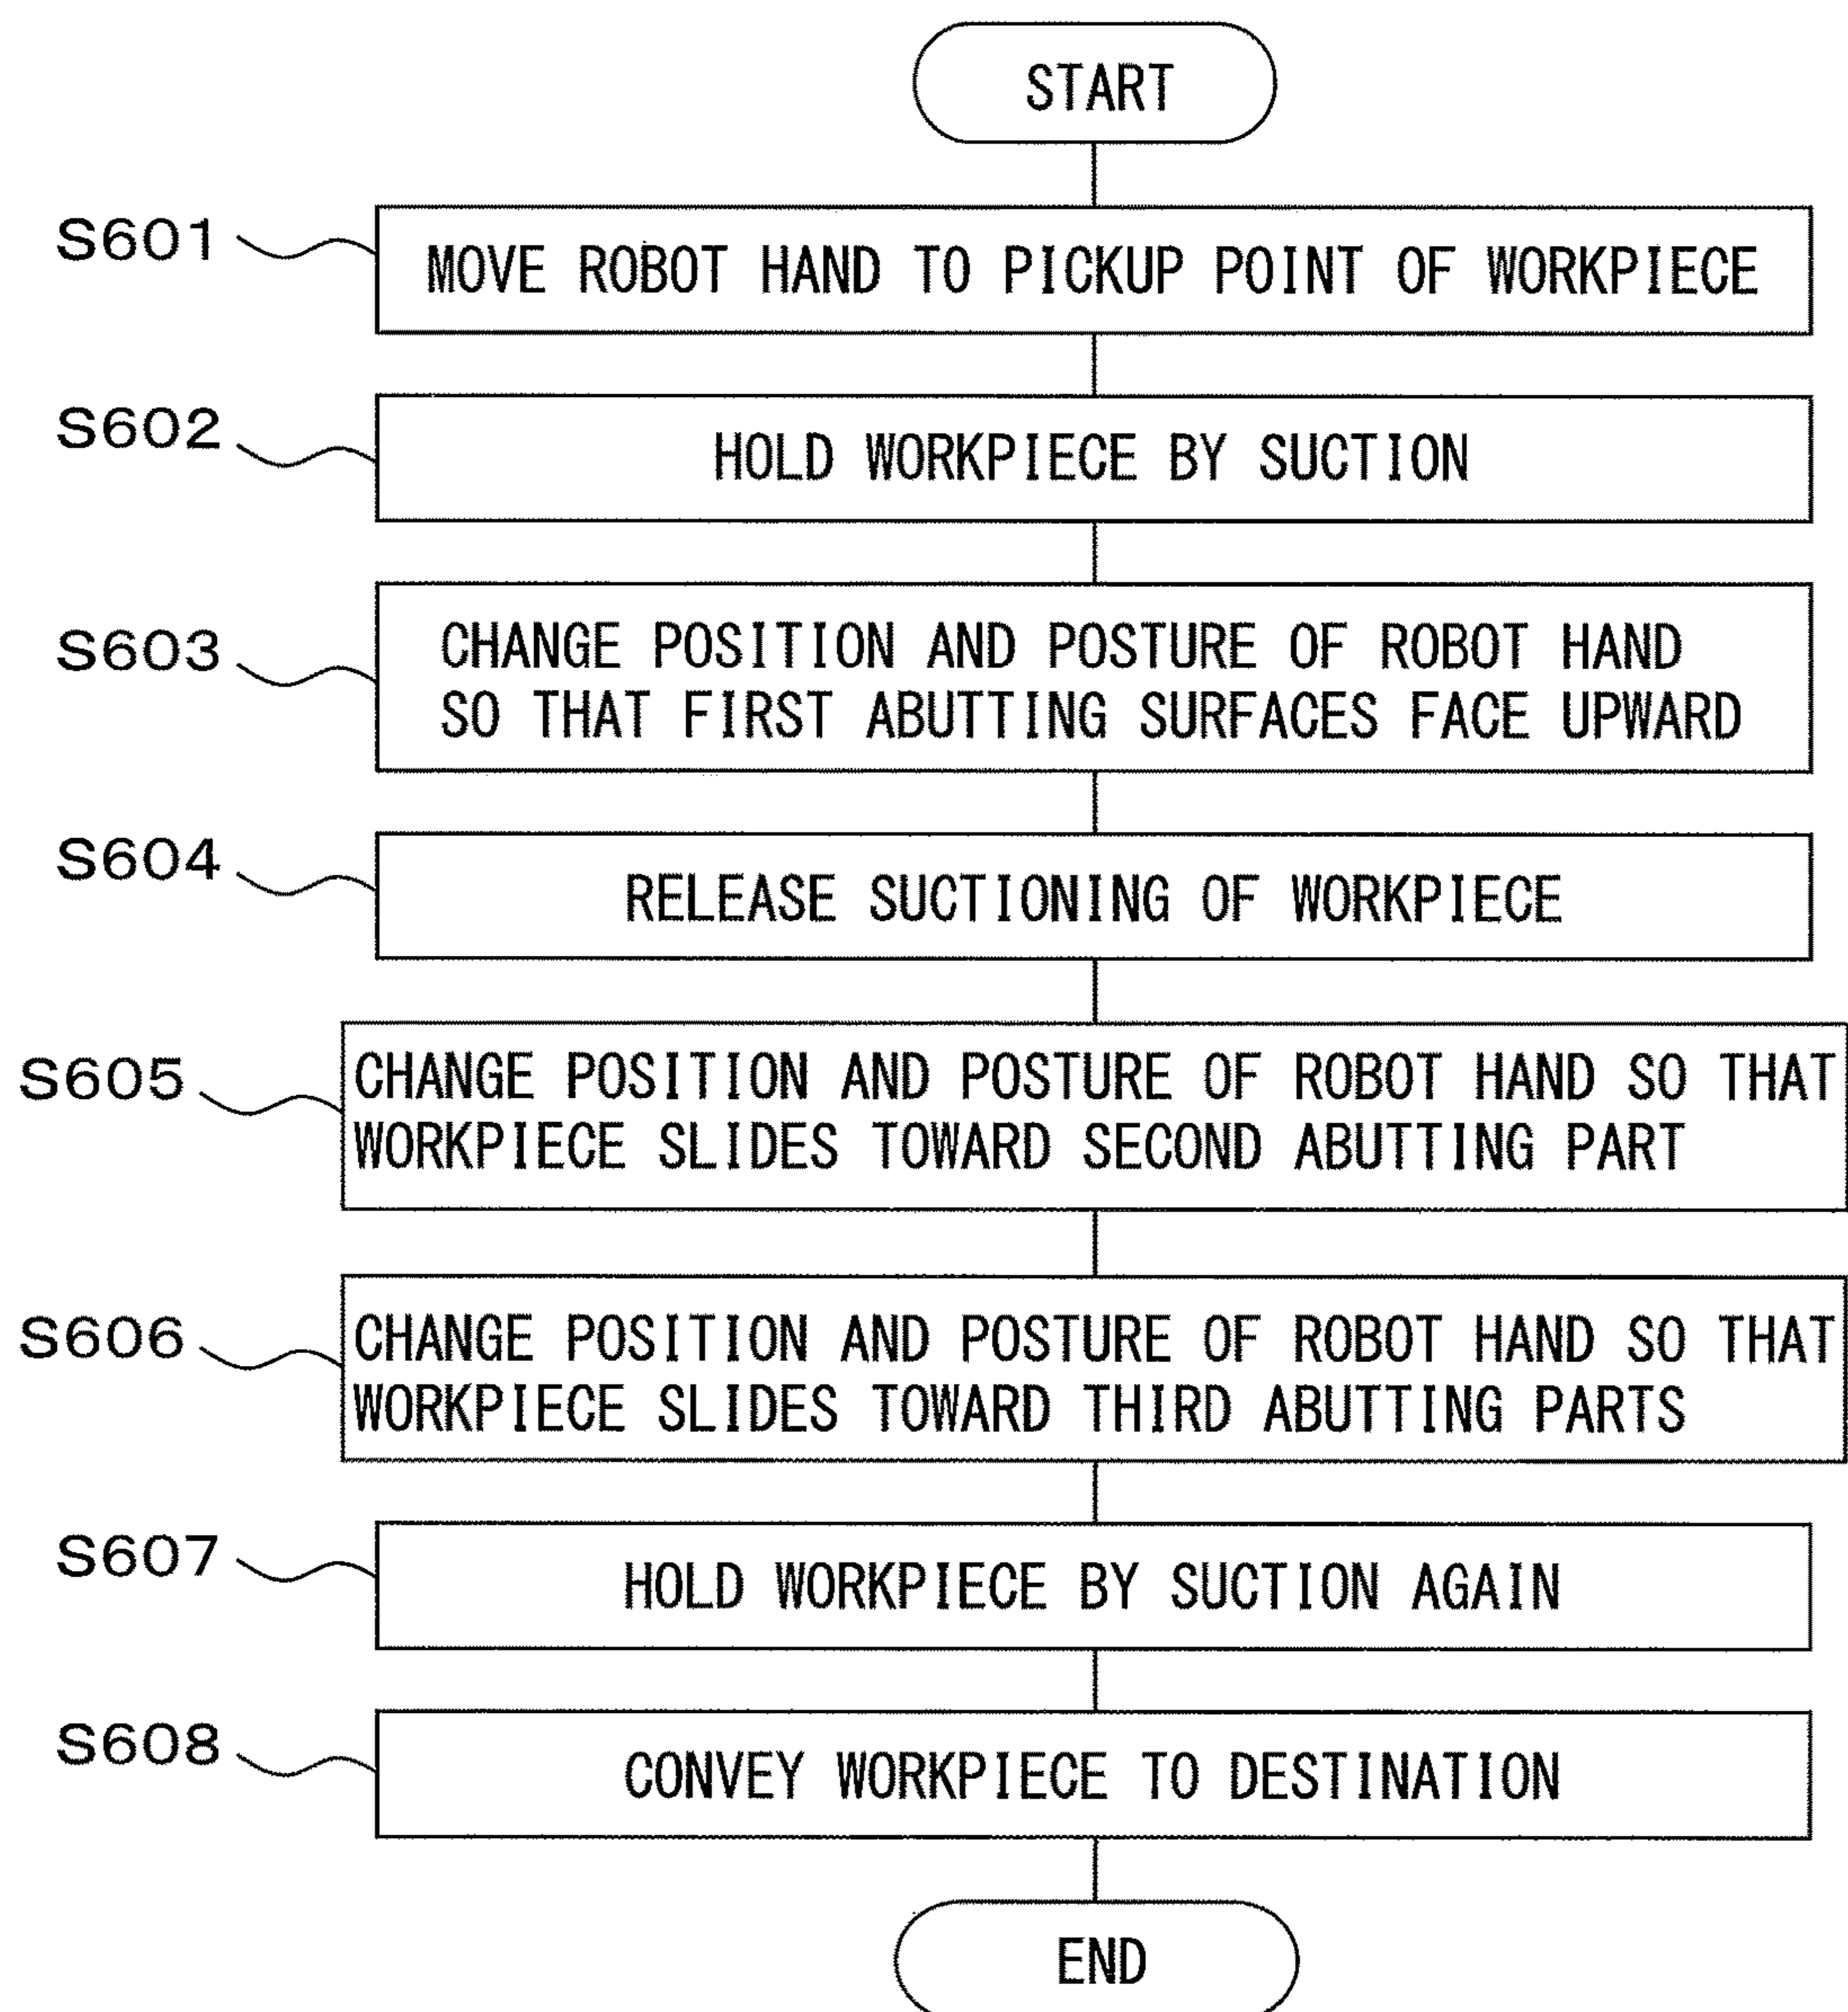 START
S601
MOVE ROBOT HAND TO PICKUP POINT OF WORKPIECE
S602
HOLD WORKPIECE BY SUCTION
S603
CHANGE POSITION AND POSTURE OF ROBOT HAND
SO THAT FIRST ABUTTING SURFACES FACE UPWARD
S604
RELEASE SUCTIONING OF WORKPIECE
S605
CHANGE POSITION AND POSTURE OF ROBOT HAND SO THAT
WORKPIECE SLIDES TOWARD SECOND ABUTTING PART
S606
CHANGE POSITION AND POSTURE OF ROBOT HAND SO THAT
WORKPIECE SLIDES TOWARD THIRD ABUTTING PARTS
S607
HOLD WORKPIECE BY SUCTION AGAIN
S608
CONVEY WORKPIECE TO DESTINATION
END